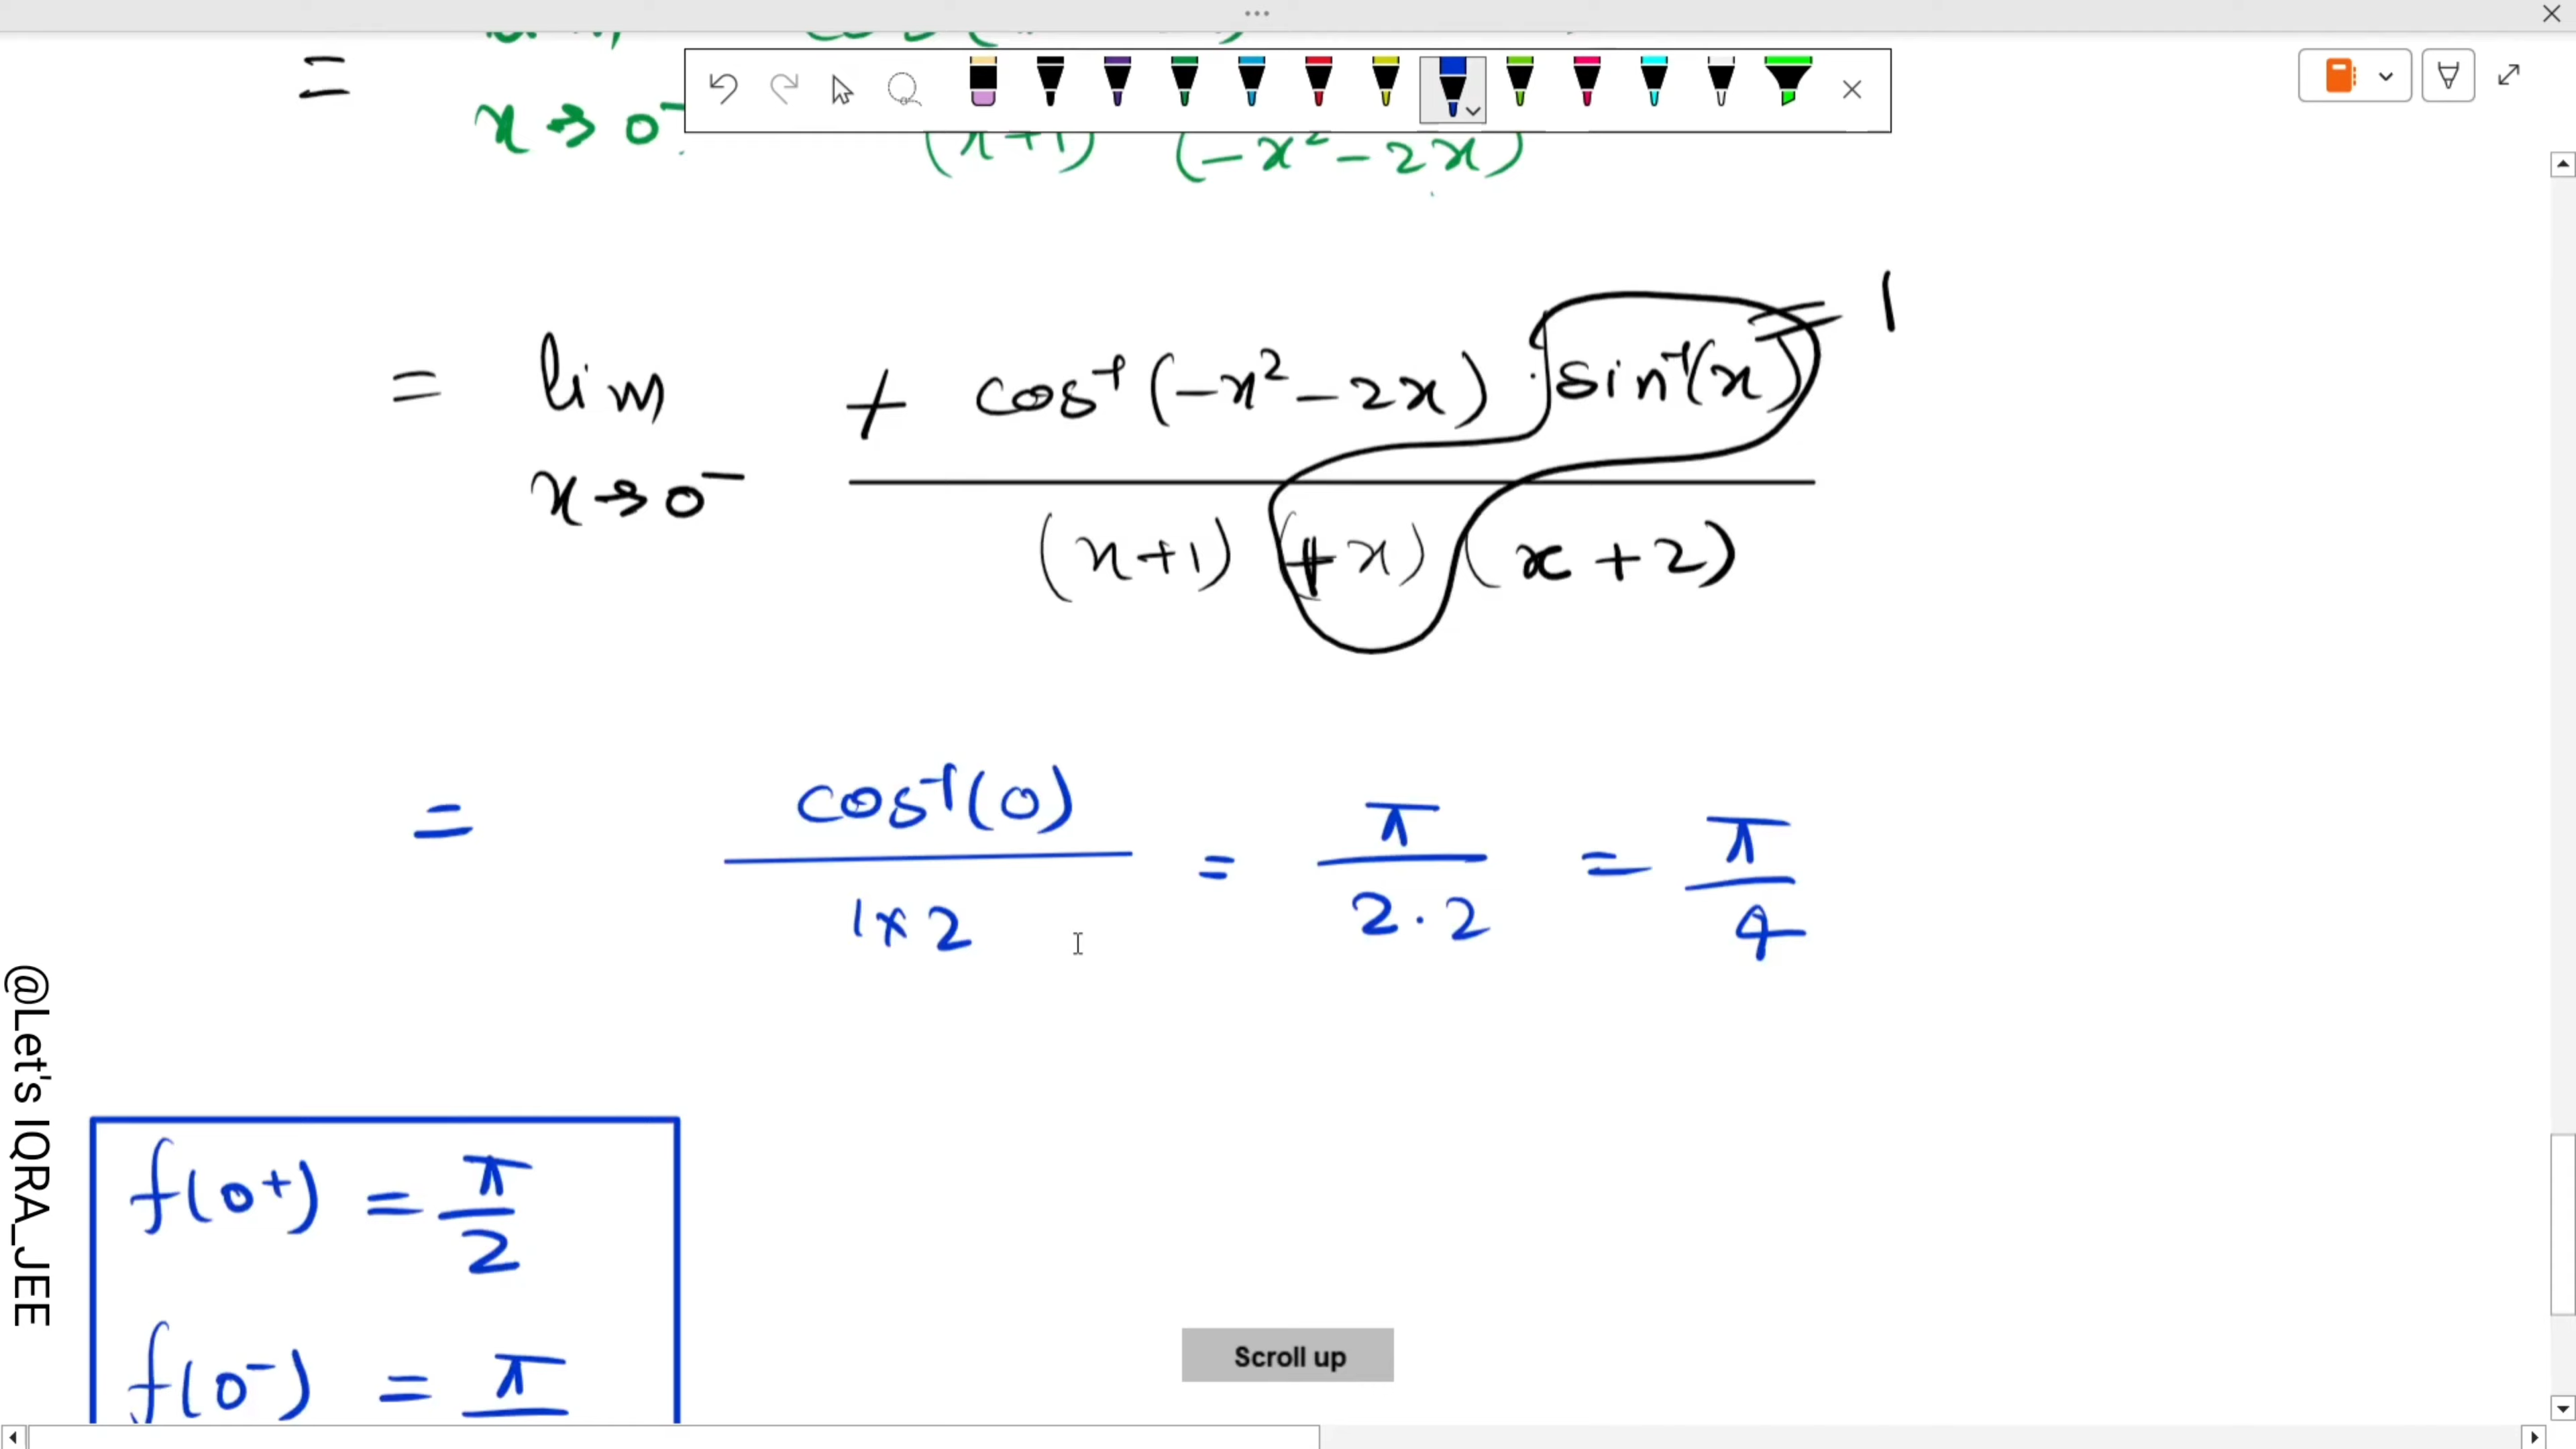 =
x → 0⁻ (x+1) (-x² - 2x)
= lim + cos⁻¹(-x² - 2x) . sin⁻¹(x) = 1
x → 0⁻ (x+1) (+x) (x+2)
= cos⁻¹(0) / 1×2 = π / 2·2 = π / 4
f(0⁺) = π / 2
f(0⁻) = π
Scroll up
@Let's IQRA_JEE